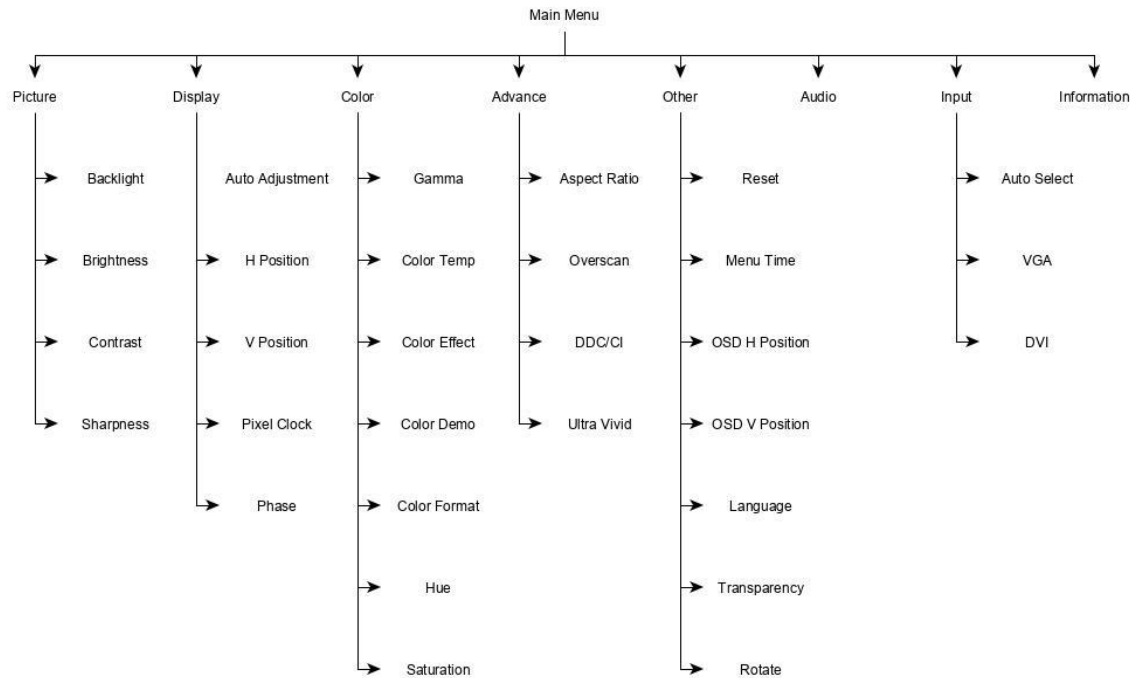 Main Menu
Picture
Display
Color
Advance
Other
Audio
Input
Information
Backlight
Auto Adjustment
Gamma
Aspect Ratio
Reset
Auto Select
Brightness
H Position
Color Temp
Overscan
Menu Time
VGA
Contrast
V Position
Color Effect
DDC/CI
OSD H Position
DVI
Sharpness
Pixel Clock
Color Demo
Ultra Vivid
OSD V Position
Phase
Color Format
Language
Hue
Transparency
Saturation
Rotate